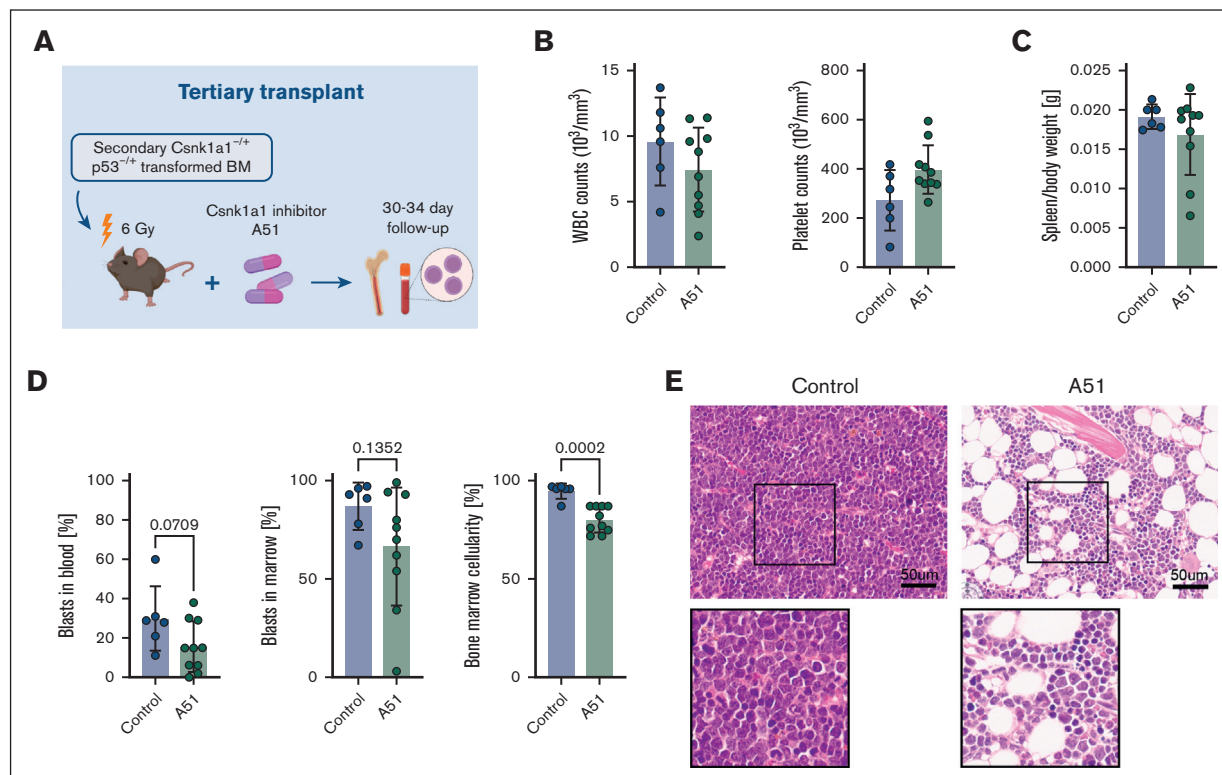 A
Tertiary transplant
Secondary Csnk1a1⁻/⁺
p53⁻/⁺ transformed BM
6 Gy
Csnk1a1 inhibitor
A51
30-34 day
follow-up
B
WBC counts (10³/mm³)
15
10
5
0
Control
A51
Platelet counts (10³/mm³)
800
600
400
200
0
Control
A51
C
Spleen/body weight [g]
0.025
0.020
0.015
0.010
0.005
0.000
Control
A51
D
Blasts in blood [%]
100
80
60
40
20
0
0.0709
Control
A51
Blasts in marrow [%]
100
50
0
0.1352
Control
A51
Bone marrow cellularity [%]
100
50
0
0.0002
Control
A51
E
Control
A51
50um
50um